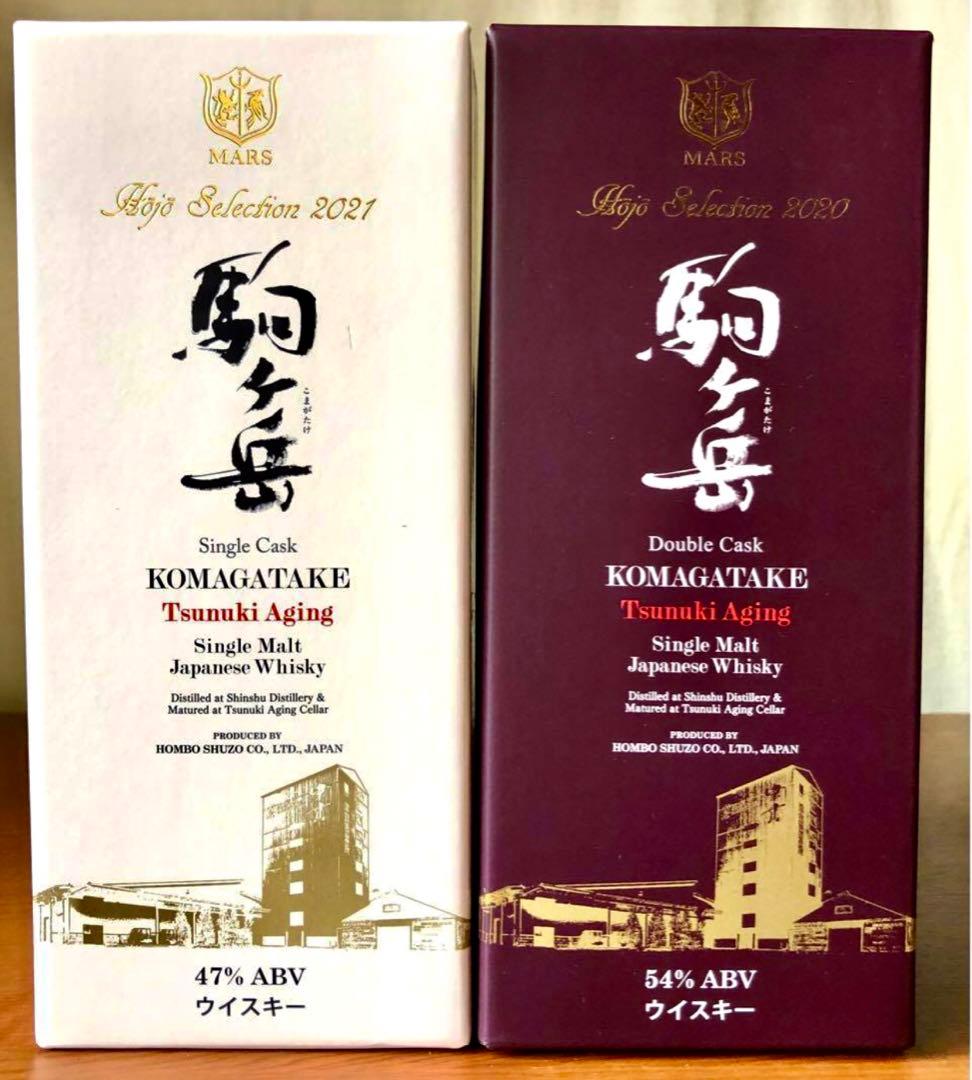 MARS
Hōjō Selection 2021
駒ヶ岳
こまがたけ
Single Cask
KOMAGATAKE
Tsunuki Aging
Single Malt
Japanese Whisky
Distilled at Shinshu Distillery &
Matured at Tsunuki Aging Cellar
PRODUCED BY
HOMBO SHUZO CO., LTD., JAPAN
47% ABV
ウイスキー
MARS
Hōjō Selection 2020
駒ヶ岳
こまがたけ
Double Cask
KOMAGATAKE
Tsunuki Aging
Single Malt
Japanese Whisky
Distilled at Shinshu Distillery &
Matured at Tsunuki Aging Cellar
PRODUCED BY
HOMBO SHUZO CO., LTD., JAPAN
54% ABV
ウイスキー